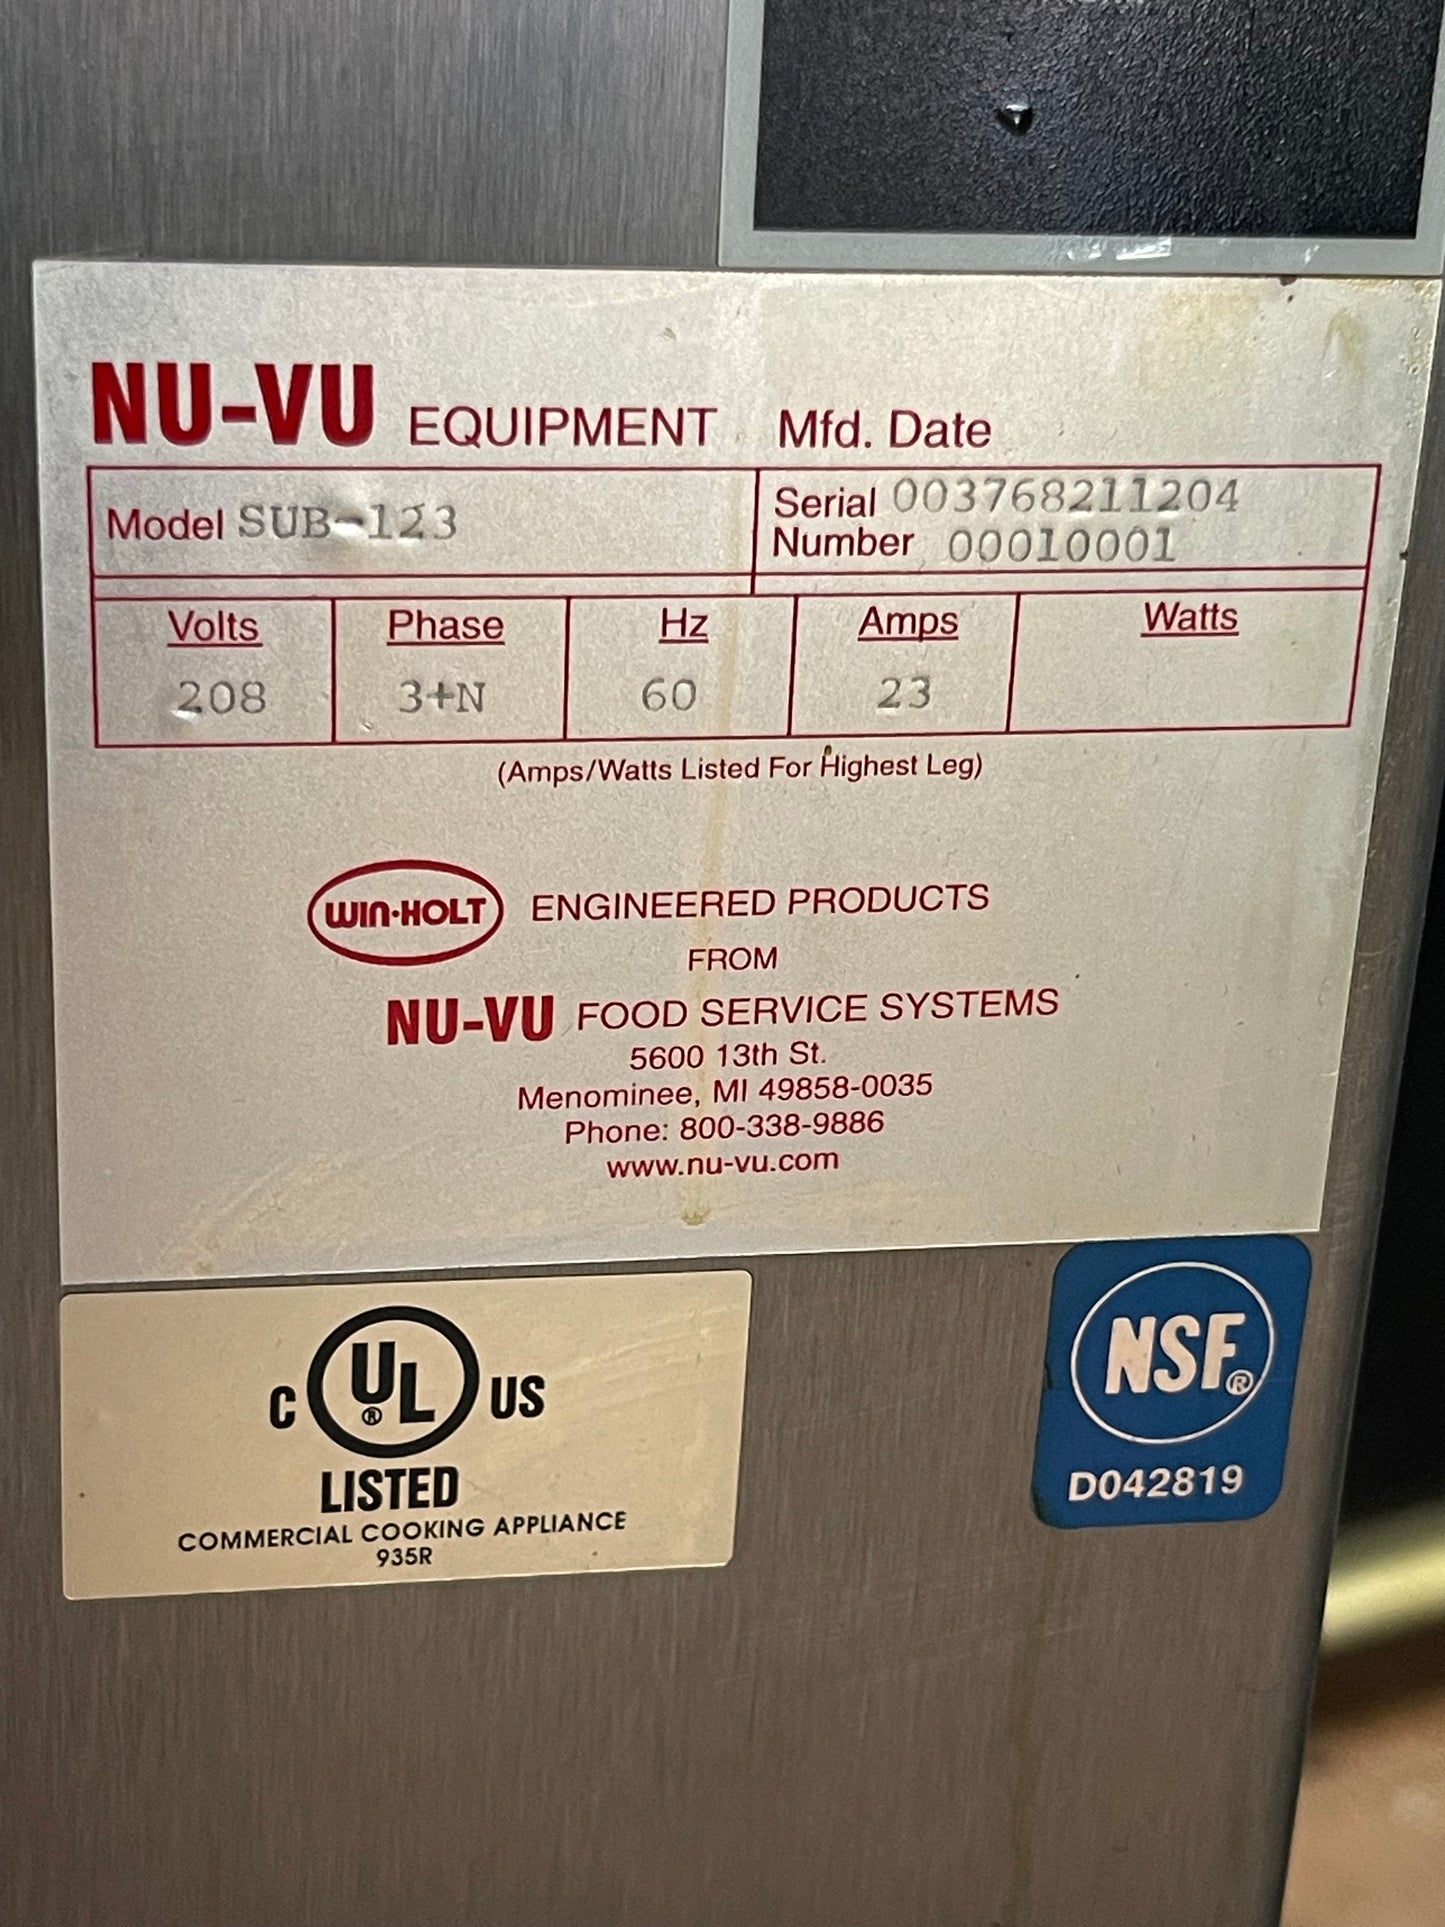 NU-VU EQUIPMENT Mfd. Date
Model SUB-123
Serial 003768211204
Number 00010001
Volts Phase Hz Amps Watts
208 3+N 60 23
(Amps/Watts Listed For Highest Leg)
WIN-HOLT ENGINEERED PRODUCTS
FROM
NU-VU FOOD SERVICE SYSTEMS
5600 13th St.
Menominee, MI 49858-0035
Phone: 800-338-9886
www.nu-vu.com
C UL® US
LISTED
COMMERCIAL COOKING APPLIANCE
935R
NSF®
D042819